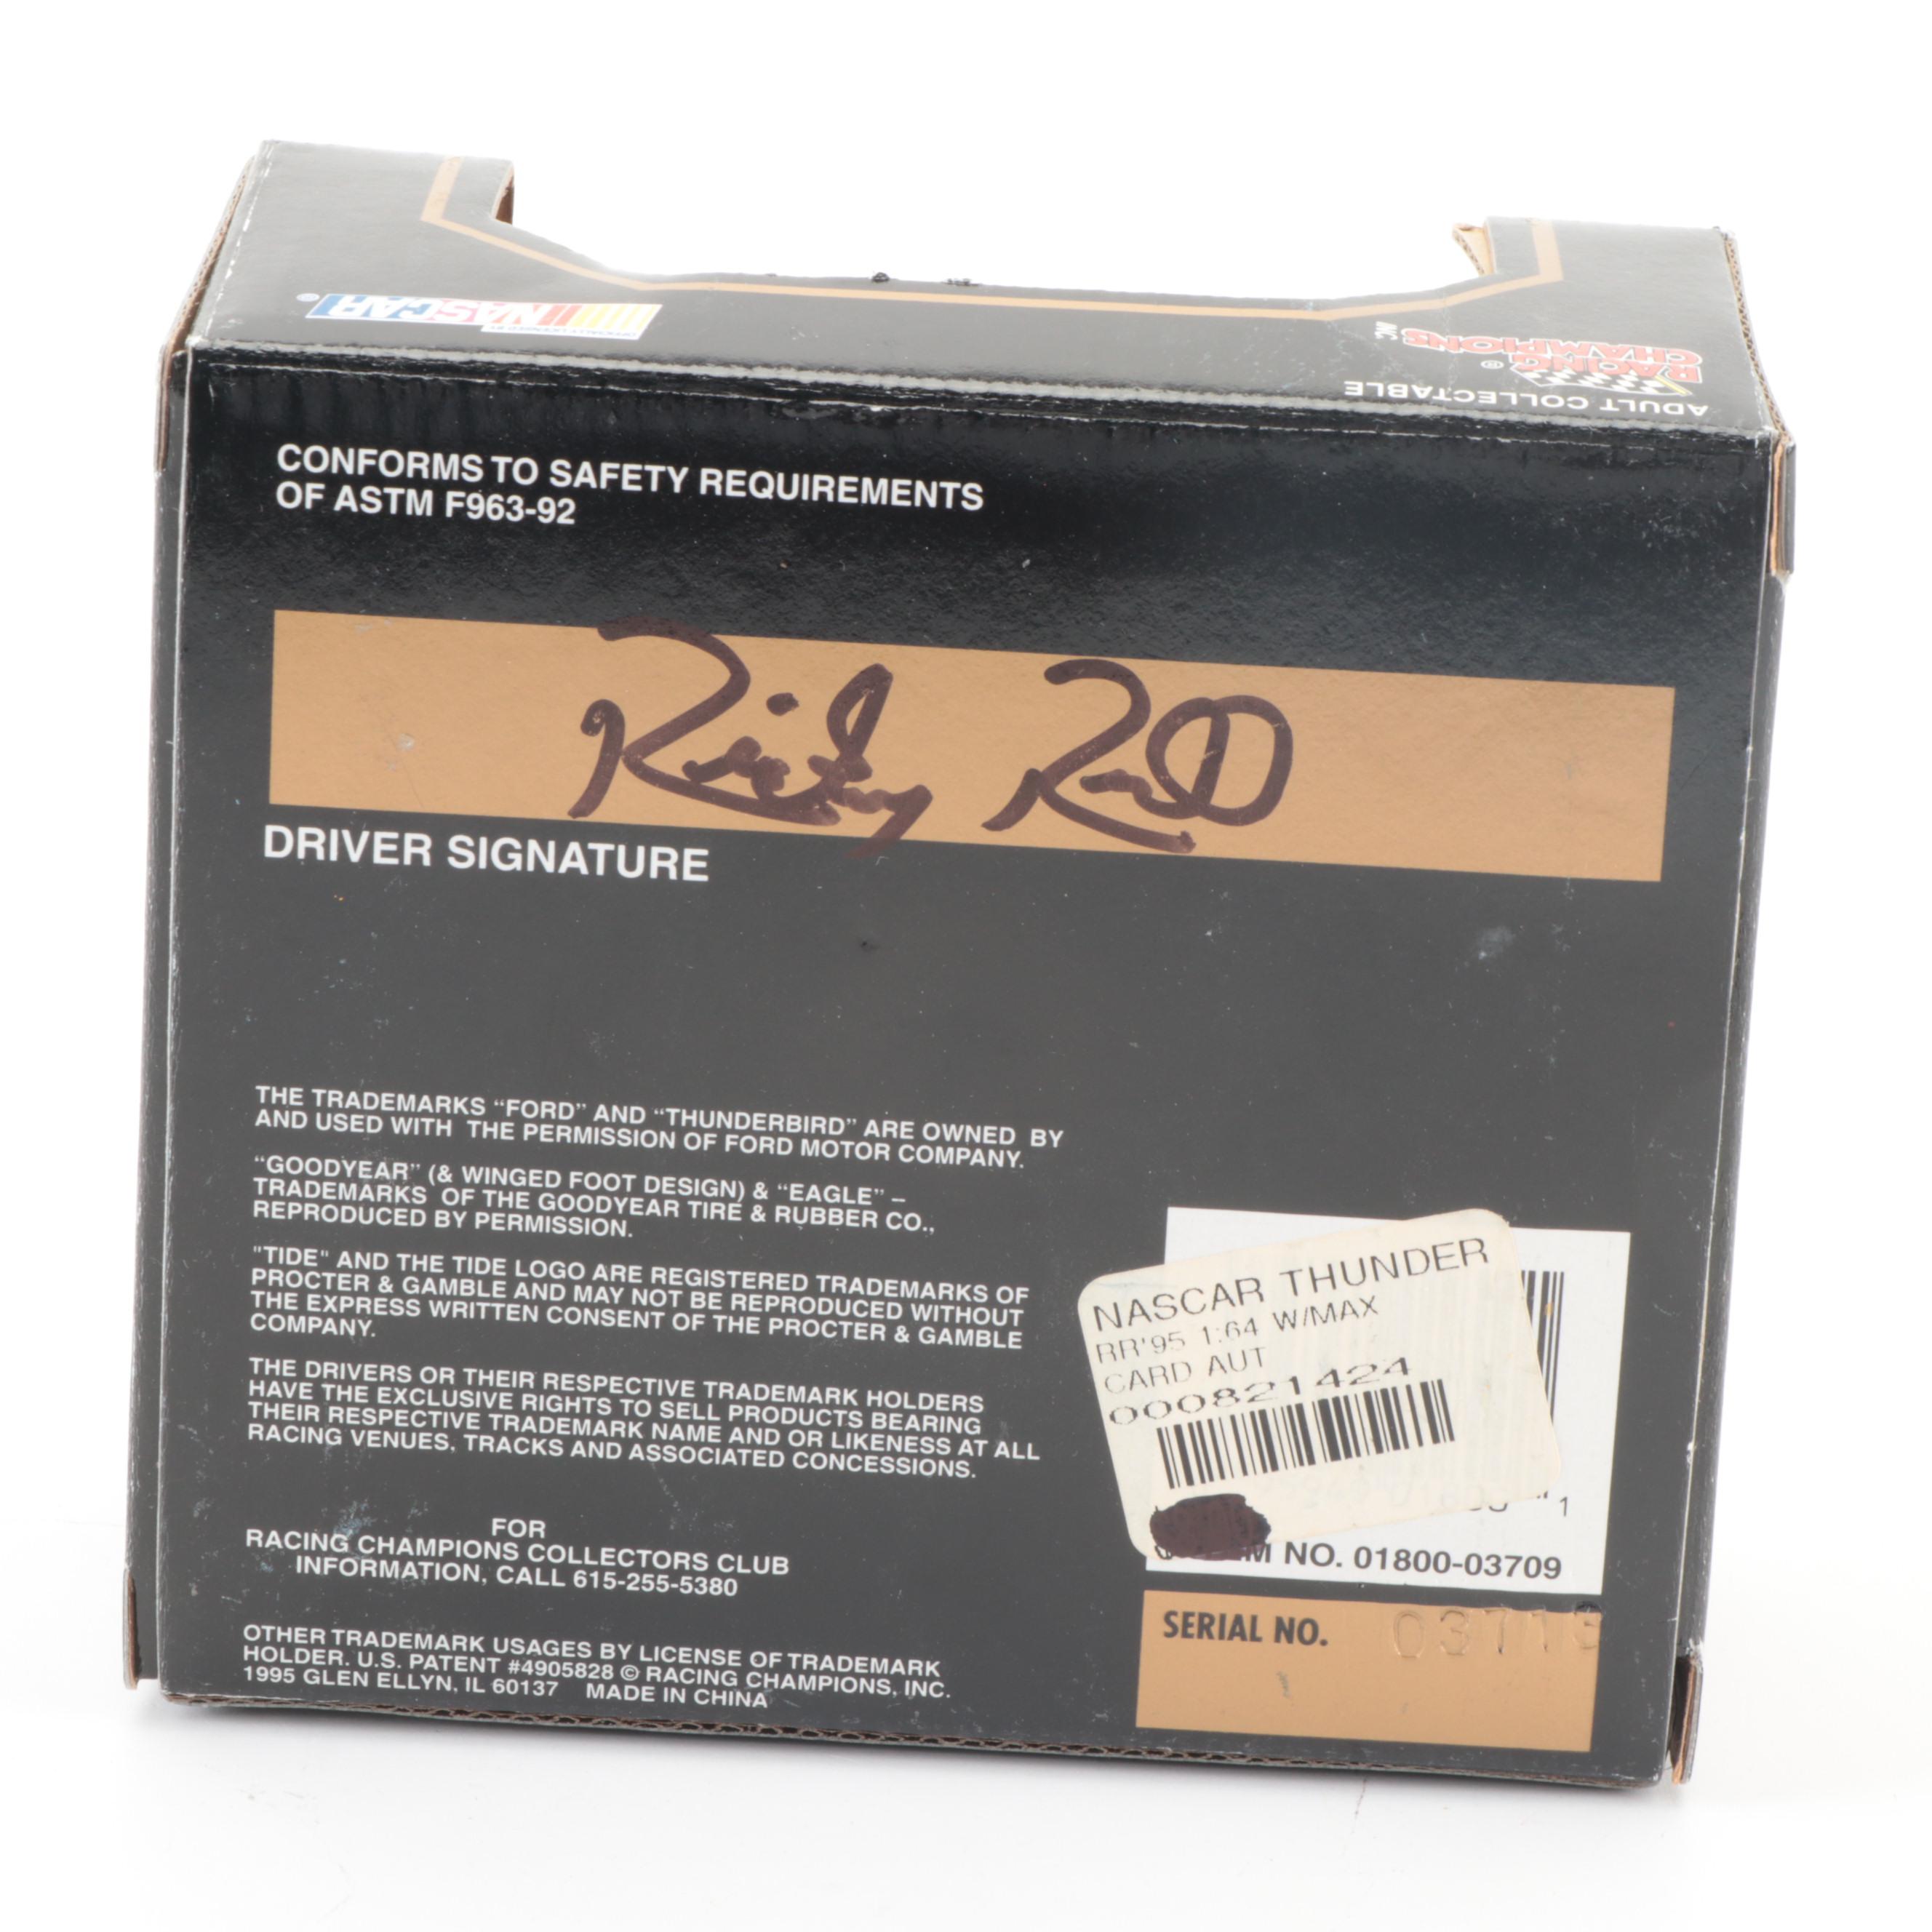 OFFICIALLY LICENSED BY
NASCAR®
RACING ®
CHAMPIONS INC
ADULT COLLECTABLE
CONFORMS TO SAFETY REQUIREMENTS
OF ASTM F963-92
Ricky Rudd
DRIVER SIGNATURE
THE TRADEMARKS “FORD” AND “THUNDERBIRD” ARE OWNED BY
AND USED WITH THE PERMISSION OF FORD MOTOR COMPANY.
“GOODYEAR” (& WINGED FOOT DESIGN) & “EAGLE” –
TRADEMARKS OF THE GOODYEAR TIRE & RUBBER CO.,
REPRODUCED BY PERMISSION.
"TIDE" AND THE TIDE LOGO ARE REGISTERED TRADEMARKS OF
PROCTER & GAMBLE AND MAY NOT BE REPRODUCED WITHOUT
THE EXPRESS WRITTEN CONSENT OF THE PROCTER & GAMBLE
COMPANY.
THE DRIVERS OR THEIR RESPECTIVE TRADEMARK HOLDERS
HAVE THE EXCLUSIVE RIGHTS TO SELL PRODUCTS BEARING
THEIR RESPECTIVE TRADEMARK NAME AND OR LIKENESS AT ALL
RACING VENUES, TRACKS AND ASSOCIATED CONCESSIONS.
FOR
RACING CHAMPIONS COLLECTORS CLUB
INFORMATION, CALL 615-255-5380
OTHER TRADEMARK USAGES BY LICENSE OF TRADEMARK
HOLDER. U.S. PATENT #4905828 © RACING CHAMPIONS, INC.
1995 GLEN ELLYN, IL 60137 MADE IN CHINA
NASCAR THUNDER
RR'95 1:64 W/MAX
CARD AUT
000821424
1
NO. 01800-03709
SERIAL NO. 03713